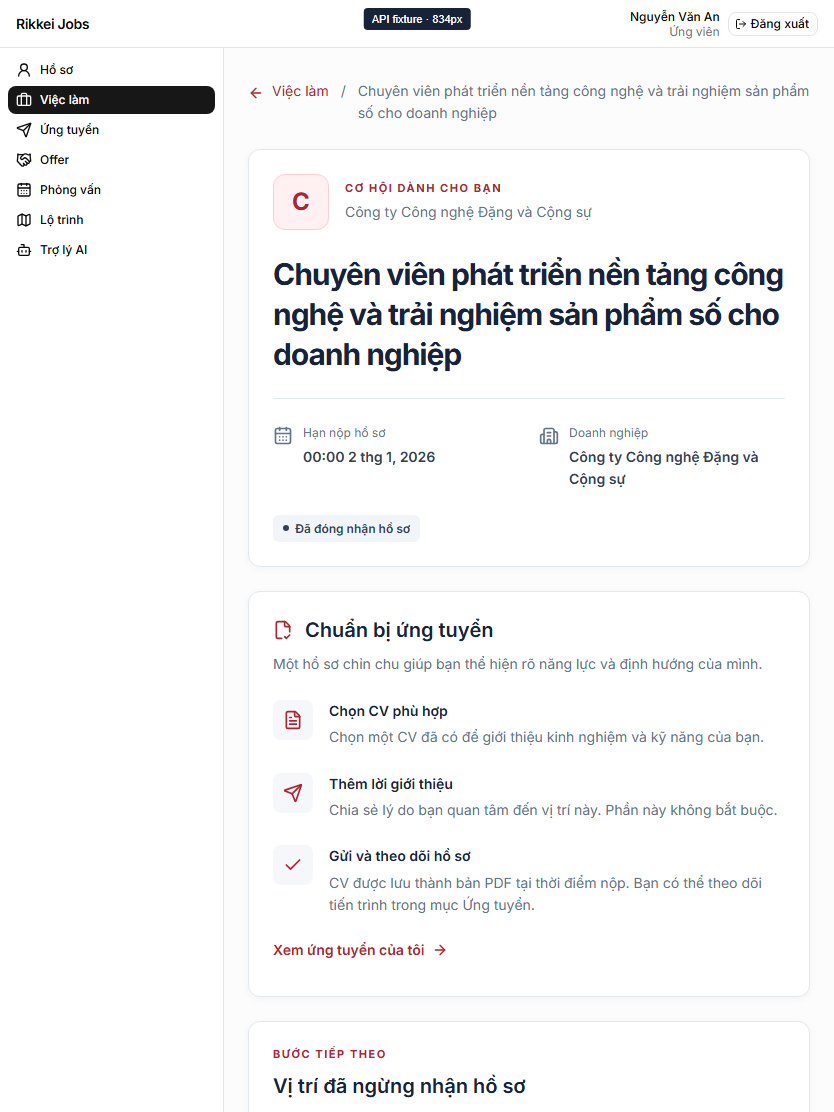 Rikkei Jobs
API fixture · 834px
Nguyễn Văn An
Ứng viên
Đăng xuất
Hồ sơ
Việc làm
Ứng tuyển
Offer
Phỏng vấn
Lộ trình
Trợ lý AI
Việc làm / Chuyên viên phát triển nền tảng công nghệ và trải nghiệm sản phẩm
số cho doanh nghiệp
C
CƠ HỘI DÀNH CHO BẠN
Công ty Công nghệ Đặng và Cộng sự
Chuyên viên phát triển nền tảng công
nghệ và trải nghiệm sản phẩm số cho
doanh nghiệp
Hạn nộp hồ sơ
00:00 2 thg 1, 2026
Doanh nghiệp
Công ty Công nghệ Đặng và
Cộng sự
Đã đóng nhận hồ sơ
Chuẩn bị ứng tuyển
Một hồ sơ chỉn chu giúp bạn thể hiện rõ năng lực và định hướng của mình.
Chọn CV phù hợp
Chọn một CV đã có để giới thiệu kinh nghiệm và kỹ năng của bạn.
Thêm lời giới thiệu
Chia sẻ lý do bạn quan tâm đến vị trí này. Phần này không bắt buộc.
Gửi và theo dõi hồ sơ
CV được lưu thành bản PDF tại thời điểm nộp. Bạn có thể theo dõi
tiến trình trong mục Ứng tuyển.
Xem ứng tuyển của tôi
BƯỚC TIẾP THEO
Vị trí đã ngừng nhận hồ sơ